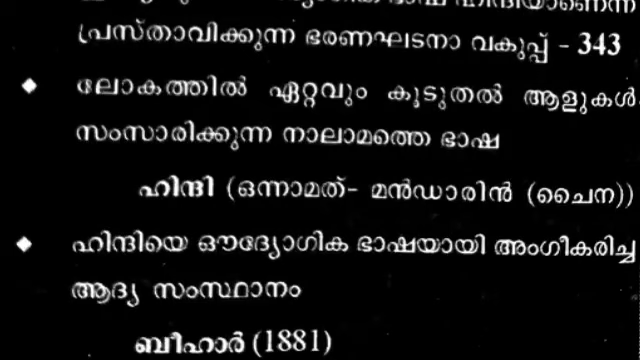 ഭാഷ ഹിന്ദിയാണെന്ന്
പ്രസ്താവിക്കുന്ന ഭരണഘടനാ വകുപ്പ് - 343
◆ ലോകത്തിൽ ഏറ്റവും കൂടുതൽ ആളുകൾ
സംസാരിക്കുന്ന നാലാമത്തെ ഭാഷ
ഹിന്ദി (ഒന്നാമത്- മൻഡാരിൻ (ചൈന))
◆ ഹിന്ദിയെ ഔദ്യോഗിക ഭാഷയായി അംഗീകരിച്ച
ആദ്യ സംസ്ഥാനം
ബീഹാർ (1881)